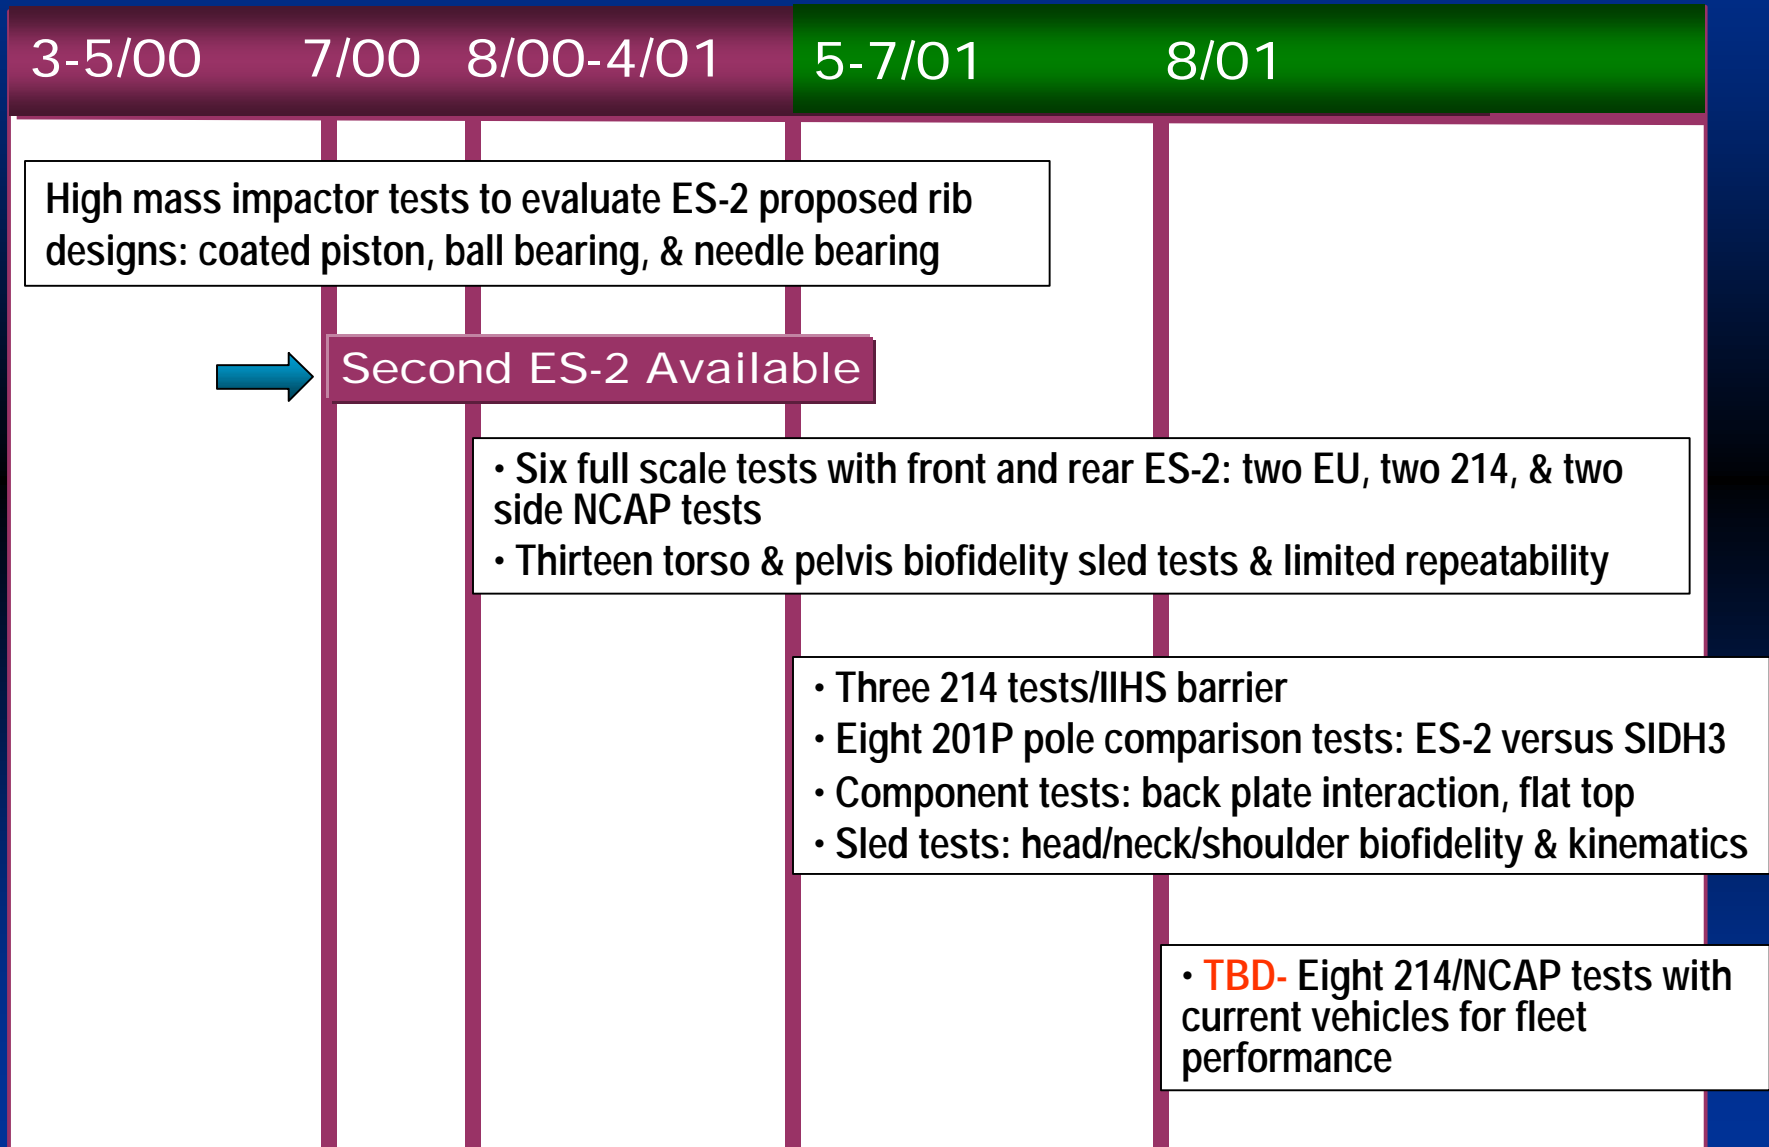 3-5/00 7/00 8/00-4/01 5-7/01 8/01
High mass impactor tests to evaluate ES-2 proposed rib
designs: coated piston, ball bearing, & needle bearing
Second ES-2 Available
• Six full scale tests with front and rear ES-2: two EU, two 214, & two
side NCAP tests
• Thirteen torso & pelvis biofidelity sled tests & limited repeatability
• Three 214 tests/IIHS barrier
• Eight 201P pole comparison tests: ES-2 versus SIDH3
• Component tests: back plate interaction, flat top
• Sled tests: head/neck/shoulder biofidelity & kinematics
• TBD- Eight 214/NCAP tests with
current vehicles for fleet
performance